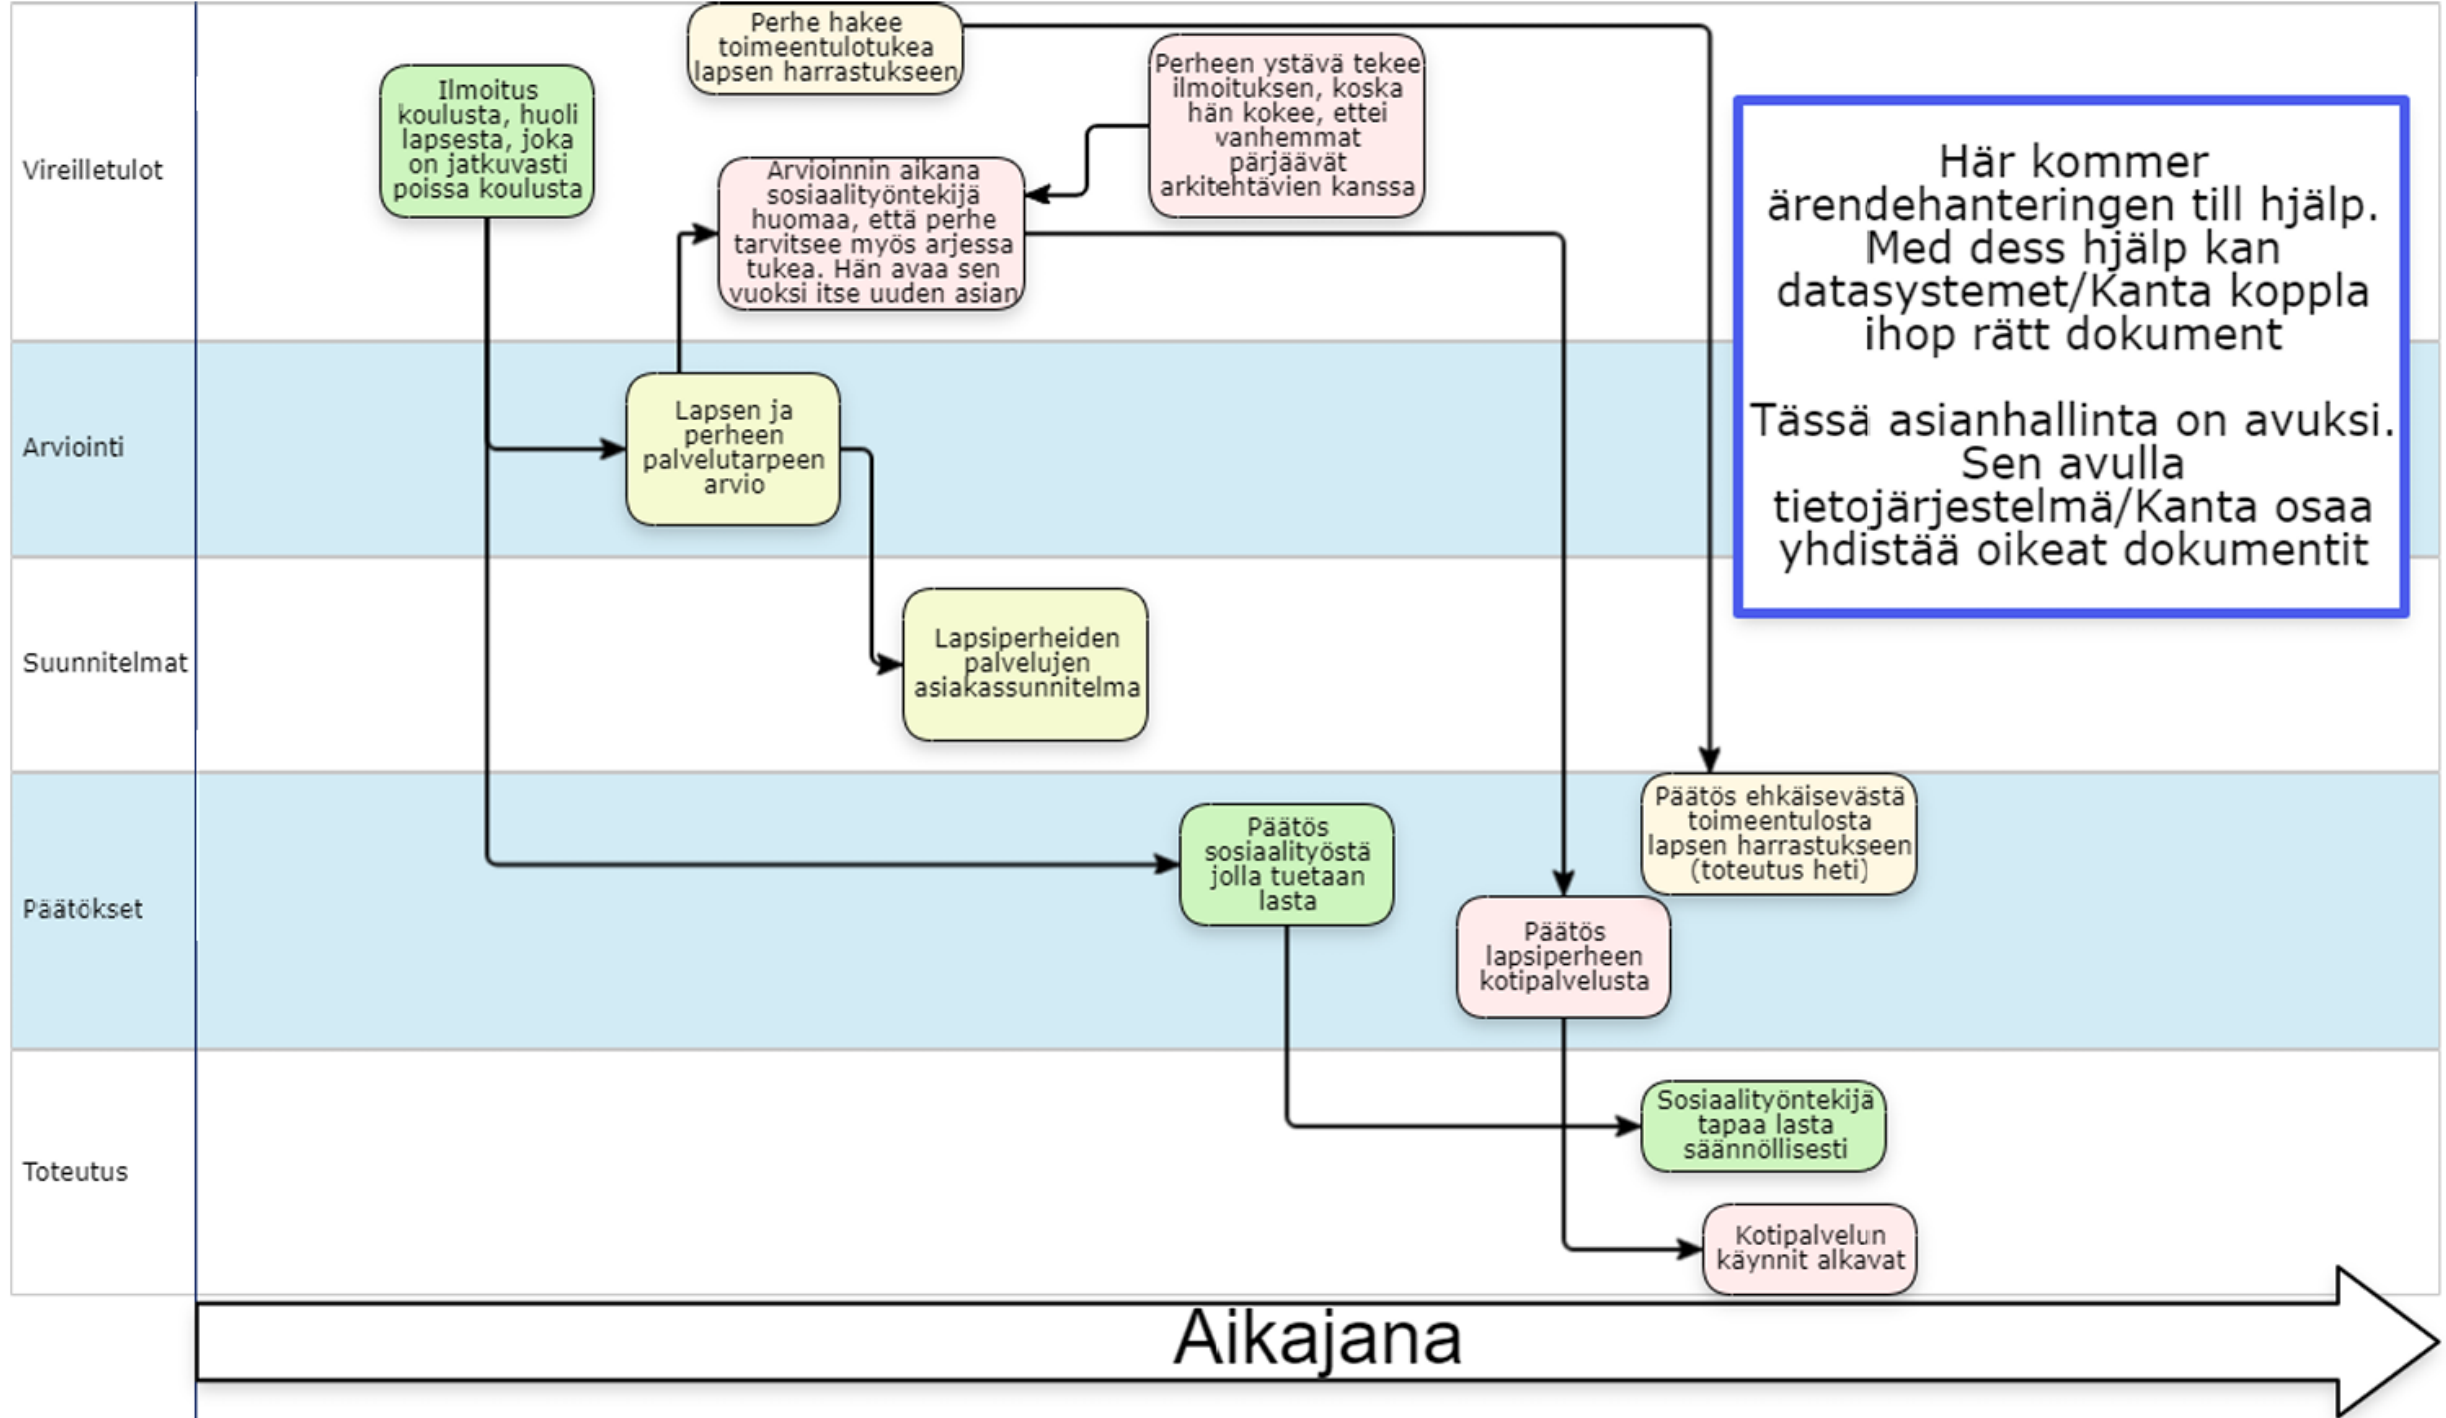 Perhe hakee
toimeentulotukea
lapsen harrastukseen
Ilmoitus
koulusta, huoli
lapsesta, joka
on jatkuvasti
poissa koulusta
Perheen ystävä tekee
ilmoituksen, koska
hän kokee, ettei
vanhemmat
pärjäävät
arkitehtävien kanssa
Vireilletulot
Arvioinnin aikana
sosiaalityöntekijä
huomaa, että perhe
tarvitsee myös arjessa
tukea. Hän avaa sen
vuoksi itse uuden asian
Här kommer
ärendehanteringen till hjälp.
Med dess hjälp kan
datasystemet/Kanta koppla
ihop rätt dokument
Tässä asianhallinta on avuksi.
Sen avulla
tietojärjestelmä/Kanta osaa
yhdistää oikeat dokumentit
Arviointi
Lapsen ja
perheen
palvelutarpeen
arvio
Suunnitelmat
Lapsiperheiden
palvelujen
asiakassunnitelma
Päätökset
Päätös
sosiaalityöstä
jolla tuetaan
lasta
Päätös ehkäisevästä
toimeentulosta
lapsen harrastukseen
(toteutus heti)
Päätös
lapsiperheen
kotipalvelusta
Toteutus
Sosiaalityöntekijä
tapaa lasta
säännöllisesti
Kotipalvelun
käynnit alkavat
Aikajana